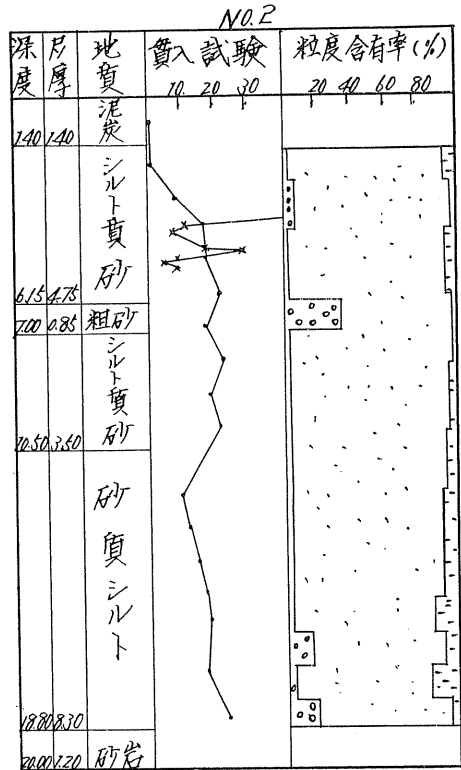 NO.2
深度 层厚 地質 貫入試験 粒度含有率(%)
10. 20 30 20 40 60 80
泥炭
1.40 1.40
シルト質砂
6.15 4.75
7.00 0.85 粗砂
シルト質砂
10.50 3.50
砂質シルト
18.80 8.30
20.00 1.20 砂岩